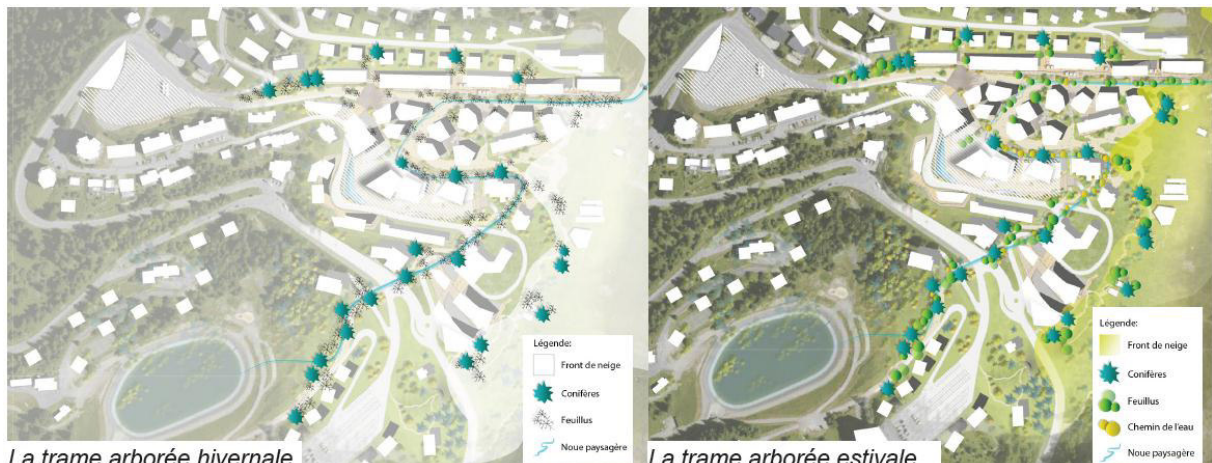 Légende:
Front de neige
Conifères
Feuillus
Noue paysagère
La trame arborée hivernale
Légende:
Front de neige
Conifères
Feuillus
Chemin de l'eau
Noue paysagère
La trame arborée estivale